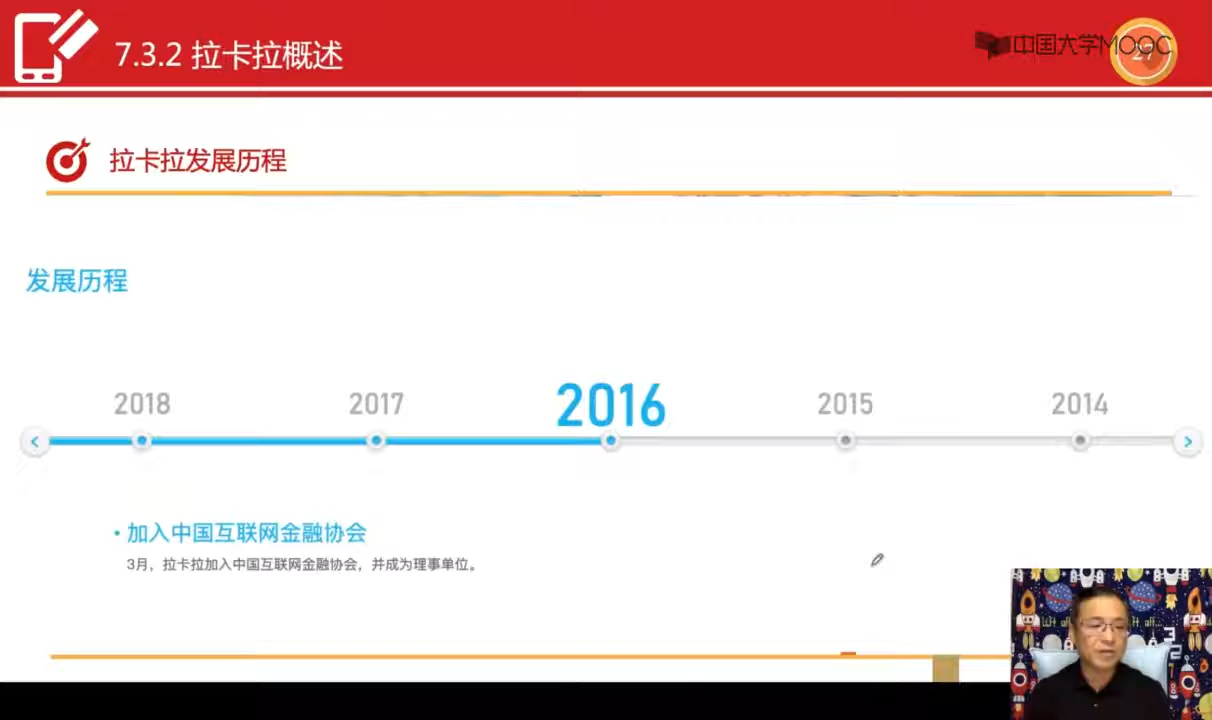 7.3.2 拉卡拉概述
中国大学MOOC
27
拉卡拉发展历程
发展历程
2018
2017
2016
2015
2014
• 加入中国互联网金融协会
3月，拉卡拉加入中国互联网金融协会，并成为理事单位。